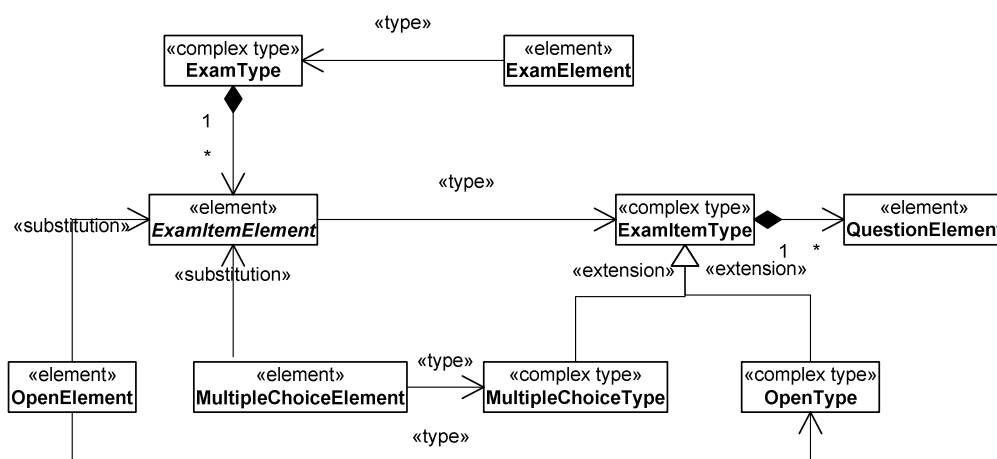 «type»
«complex type»
ExamType
«element»
ExamElement
1
*
«type»
«substitution»
«element»
ExamItemElement
«complex type»
ExamItemType
1
*
«element»
QuestionElement
«substitution»
«extension»
«extension»
«element»
OpenElement
«element»
MultipleChoiceElement
«type»
«complex type»
MultipleChoiceType
«complex type»
OpenType
«type»